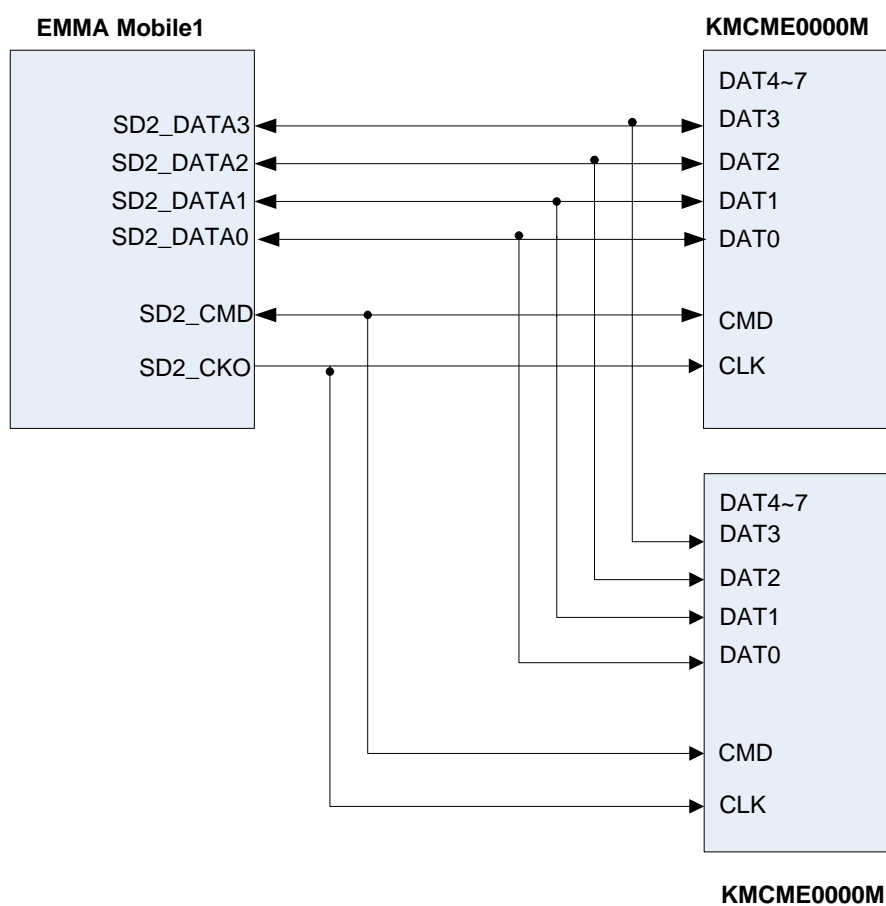 EMMA Mobile1
KMCME0000M
DAT4~7
SD2_DATA3
DAT3
SD2_DATA2
DAT2
SD2_DATA1
DAT1
SD2_DATA0
DAT0
SD2_CMD
CMD
SD2_CKO
CLK
DAT4~7
DAT3
DAT2
DAT1
DAT0
CMD
CLK
KMCME0000M